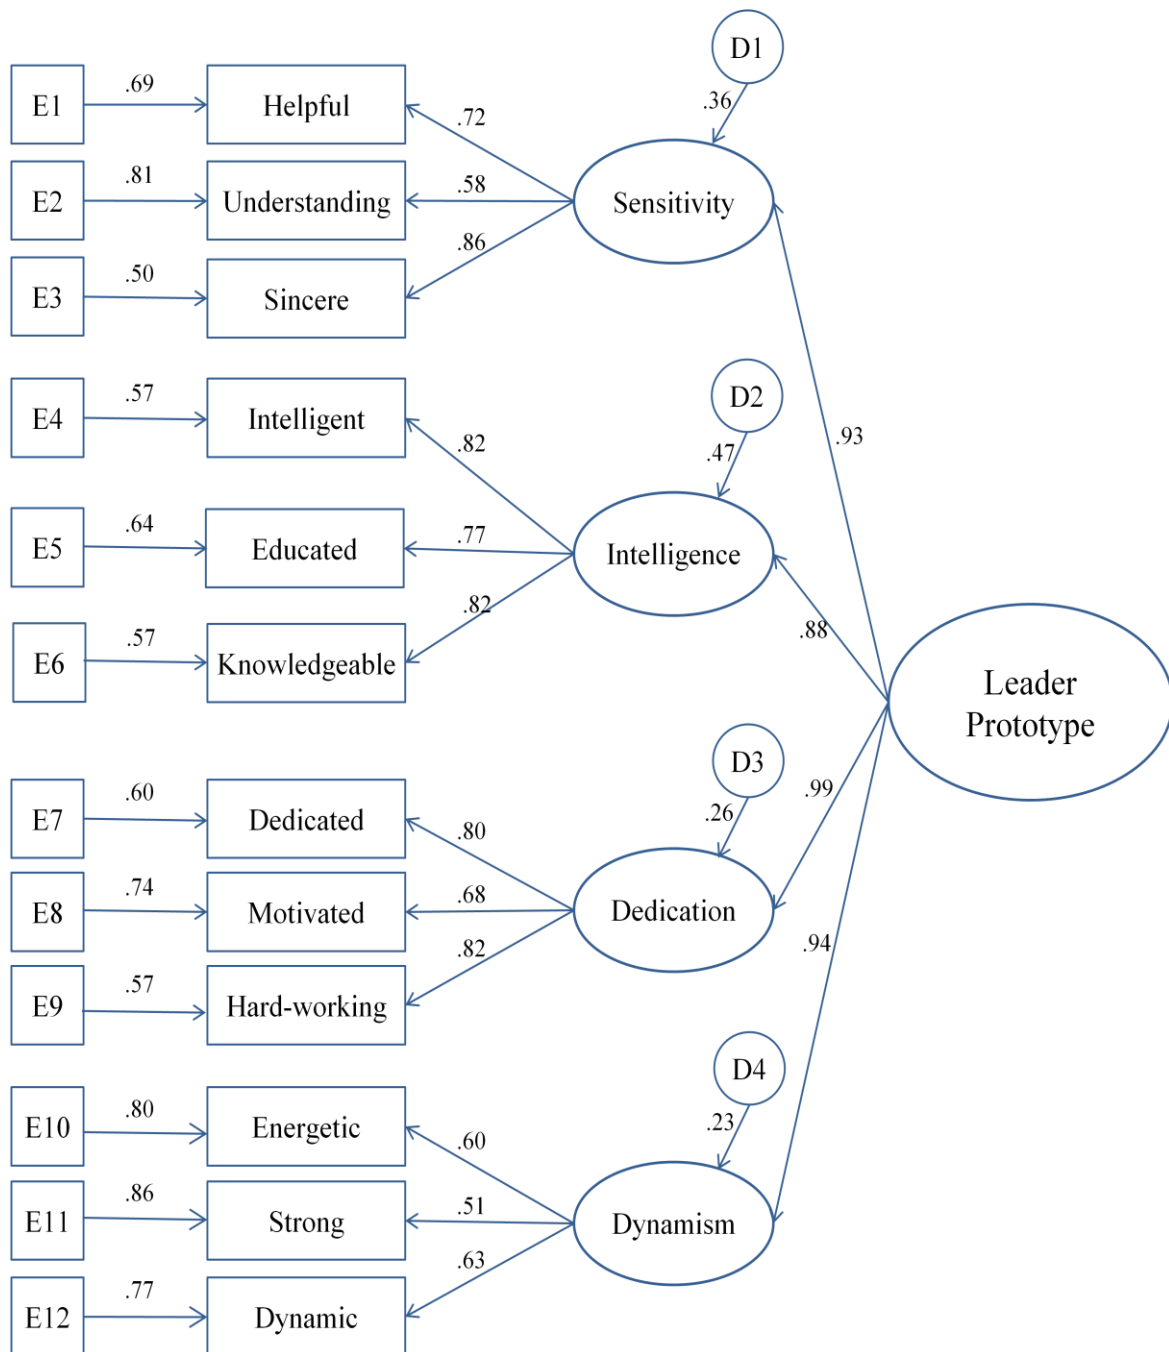 D1
.36
E1
.69
Helpful
.72
E2
.81
Understanding
.58
Sensitivity
E3
.50
Sincere
.86
.93
D2
.47
E4
.57
Intelligent
.82
E5
.64
Educated
.77
Intelligence
E6
.57
Knowledgeable
.82
.88
Leader
Prototype
D3
.26
.99
E7
.60
Dedicated
.80
E8
.74
Motivated
.68
Dedication
E9
.57
Hard-working
.82
.94
D4
.23
E10
.80
Energetic
.60
E11
.86
Strong
.51
Dynamism
E12
.77
Dynamic
.63